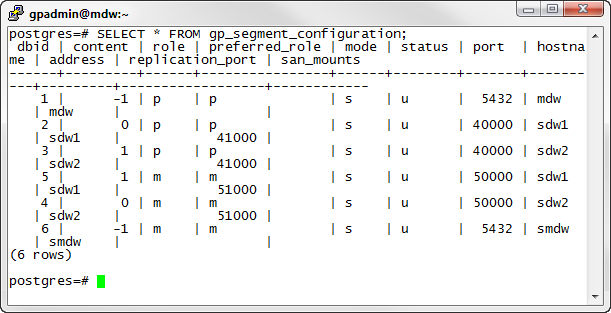 gpadmin@mdw:~
postgres=# SELECT * FROM gp_segment_configuration;
 dbid | content | role | preferred_role | mode | status | port  | hostna
me | address | replication_port | san_mounts
------+---------+------+----------------+------+--------+-------+-------
---+---------+------------------+------------
    1 |      -1 | p    | p              | s    | u      |  5432 | mdw
   | mdw     |                  |
    2 |       0 | p    | p              | s    | u      | 40000 | sdw1
   | sdw1    |            41000 |
    3 |       1 | p    | p              | s    | u      | 40000 | sdw2
   | sdw2    |            41000 |
    5 |       1 | m    | m              | s    | u      | 50000 | sdw1
   | sdw1    |            51000 |
    4 |       0 | m    | m              | s    | u      | 50000 | sdw2
   | sdw2    |            51000 |
    6 |      -1 | m    | m              | s    | u      |  5432 | smdw
   | smdw    |                  |
(6 rows)
postgres=#